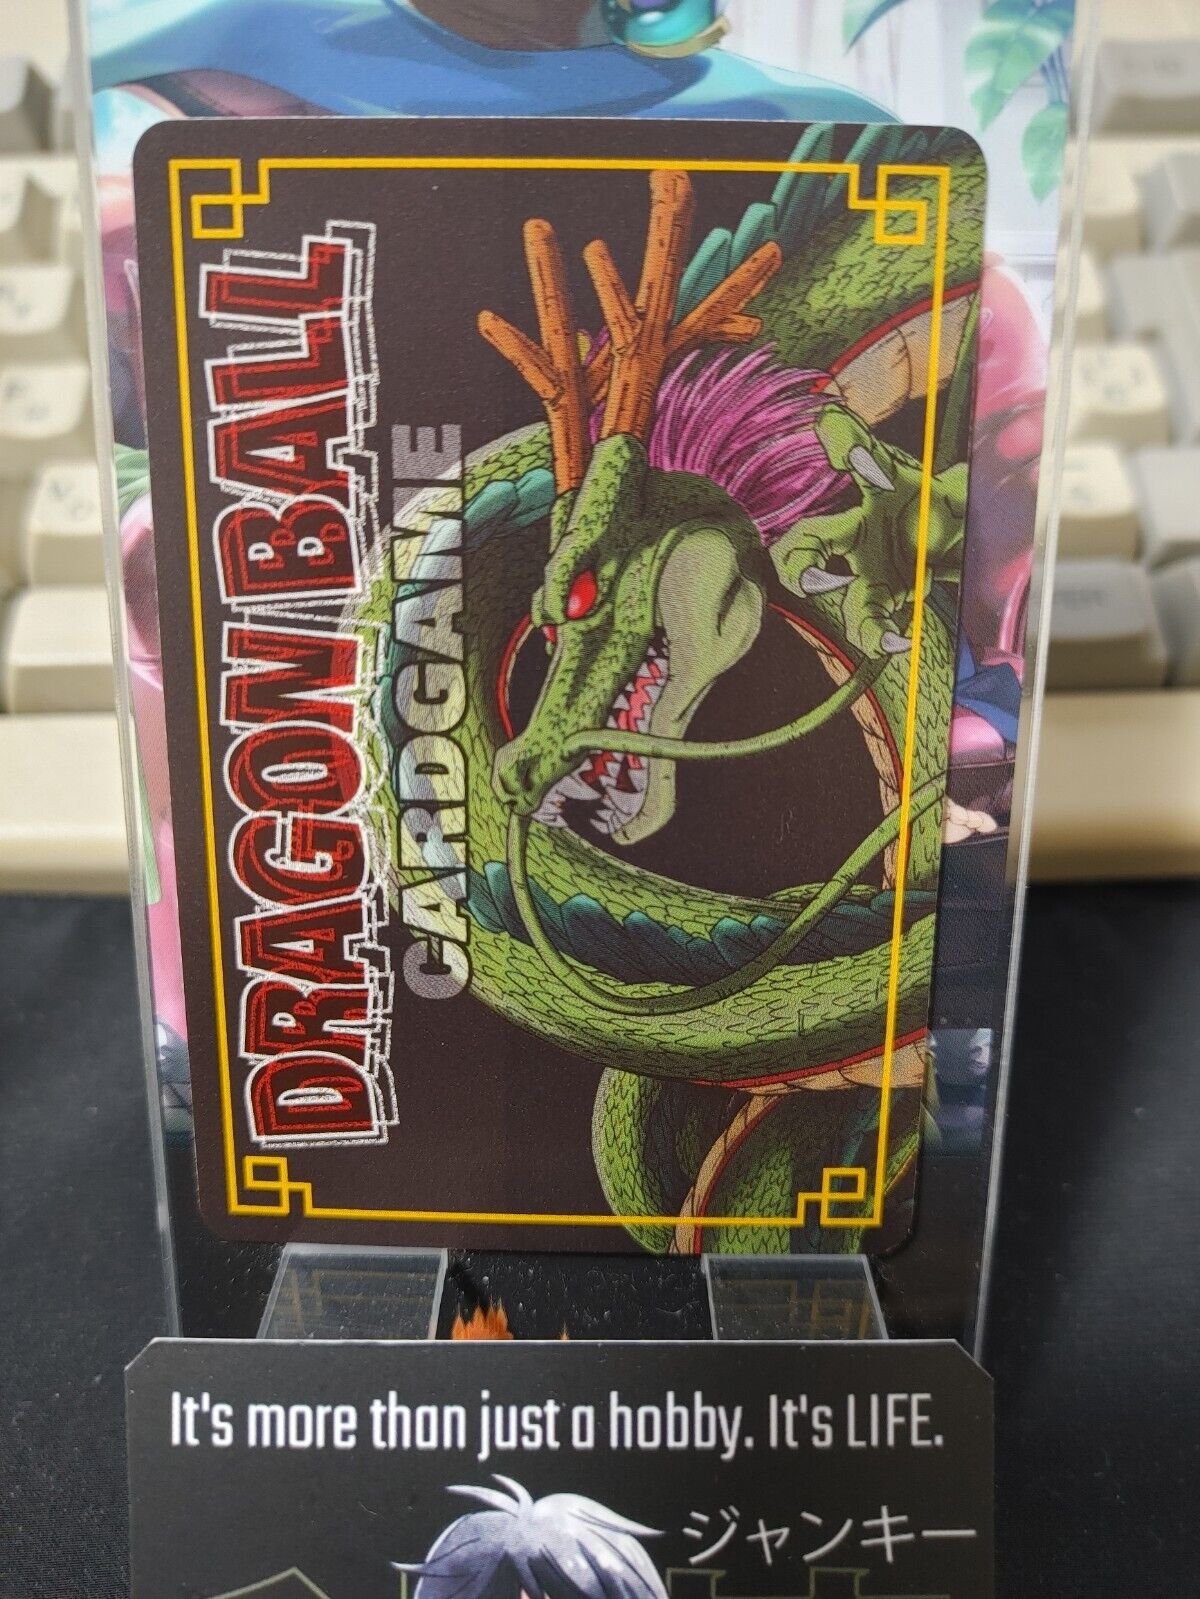 DRAGON BALL
CARDGAME
It's more than just a hobby. It's LIFE.
ジャンキー